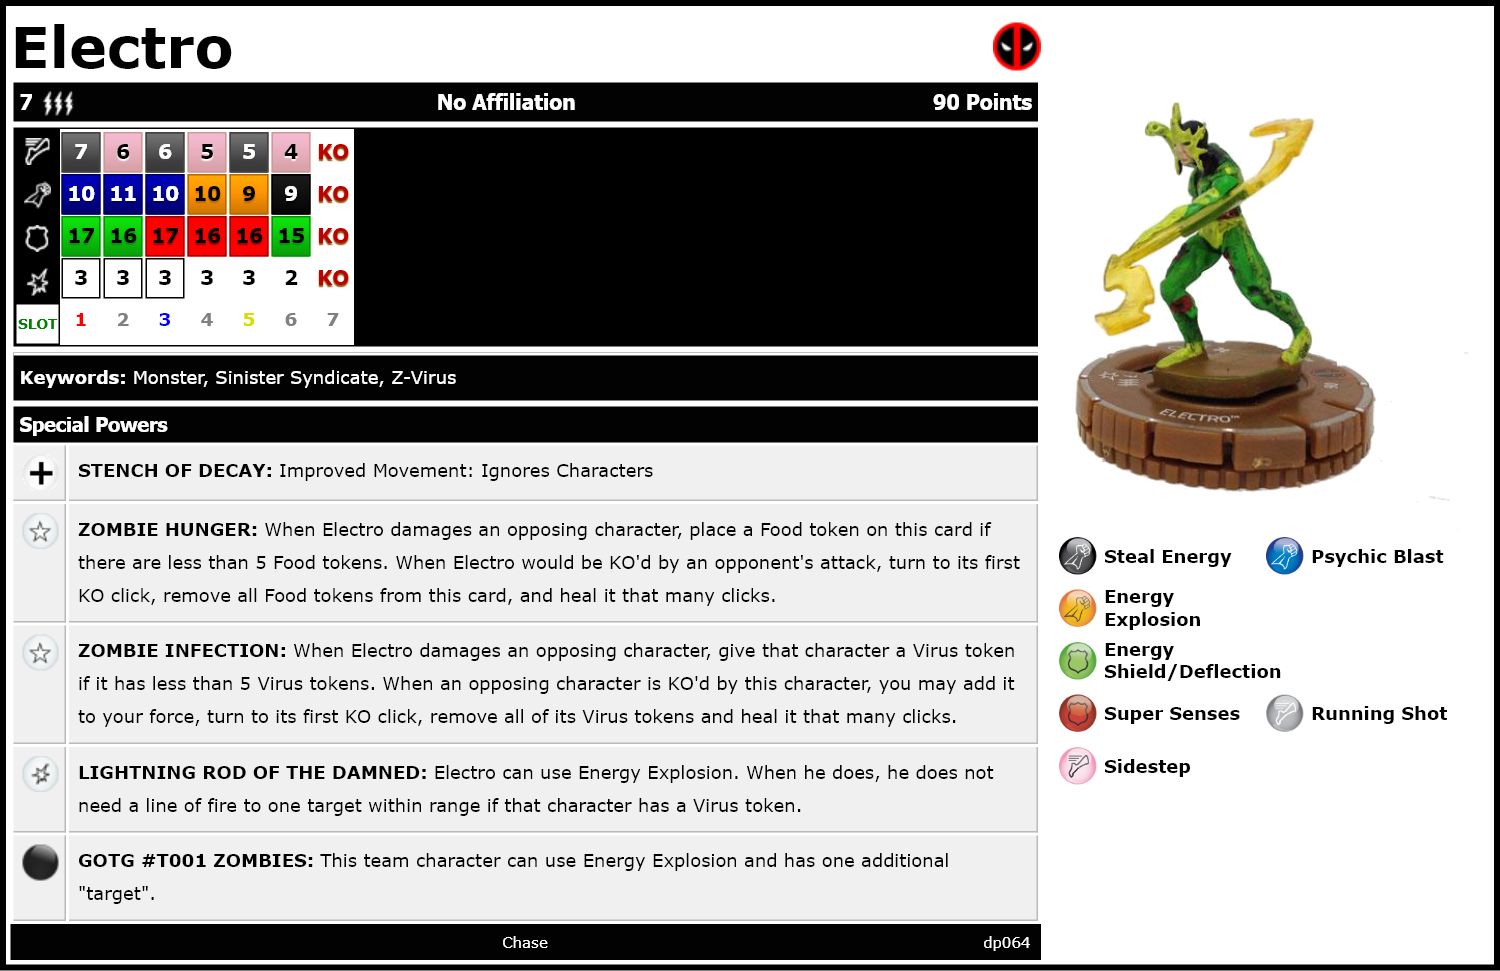 Electro
7 No Affiliation 90 Points
7 6 6 5 5 4 KO
10 11 10 10 9 9 KO
17 16 17 16 16 15 KO
3 3 3 3 3 2 KO
SLOT 1 2 3 4 5 6 7
Keywords: Monster, Sinister Syndicate, Z-Virus
Special Powers
STENCH OF DECAY: Improved Movement: Ignores Characters
ZOMBIE HUNGER: When Electro damages an opposing character, place a Food token on this card if
there are less than 5 Food tokens. When Electro would be KO'd by an opponent's attack, turn to its first
KO click, remove all Food tokens from this card, and heal it that many clicks.
ZOMBIE INFECTION: When Electro damages an opposing character, give that character a Virus token
if it has less than 5 Virus tokens. When an opposing character is KO'd by this character, you may add it
to your force, turn to its first KO click, remove all of its Virus tokens and heal it that many clicks.
LIGHTNING ROD OF THE DAMNED: Electro can use Energy Explosion. When he does, he does not
need a line of fire to one target within range if that character has a Virus token.
GOTG #T001 ZOMBIES: This team character can use Energy Explosion and has one additional
"target".
Chase dp064
ELECTRO™
Steal Energy Psychic Blast
Energy
Explosion
Energy
Shield/Deflection
Super Senses Running Shot
Sidestep